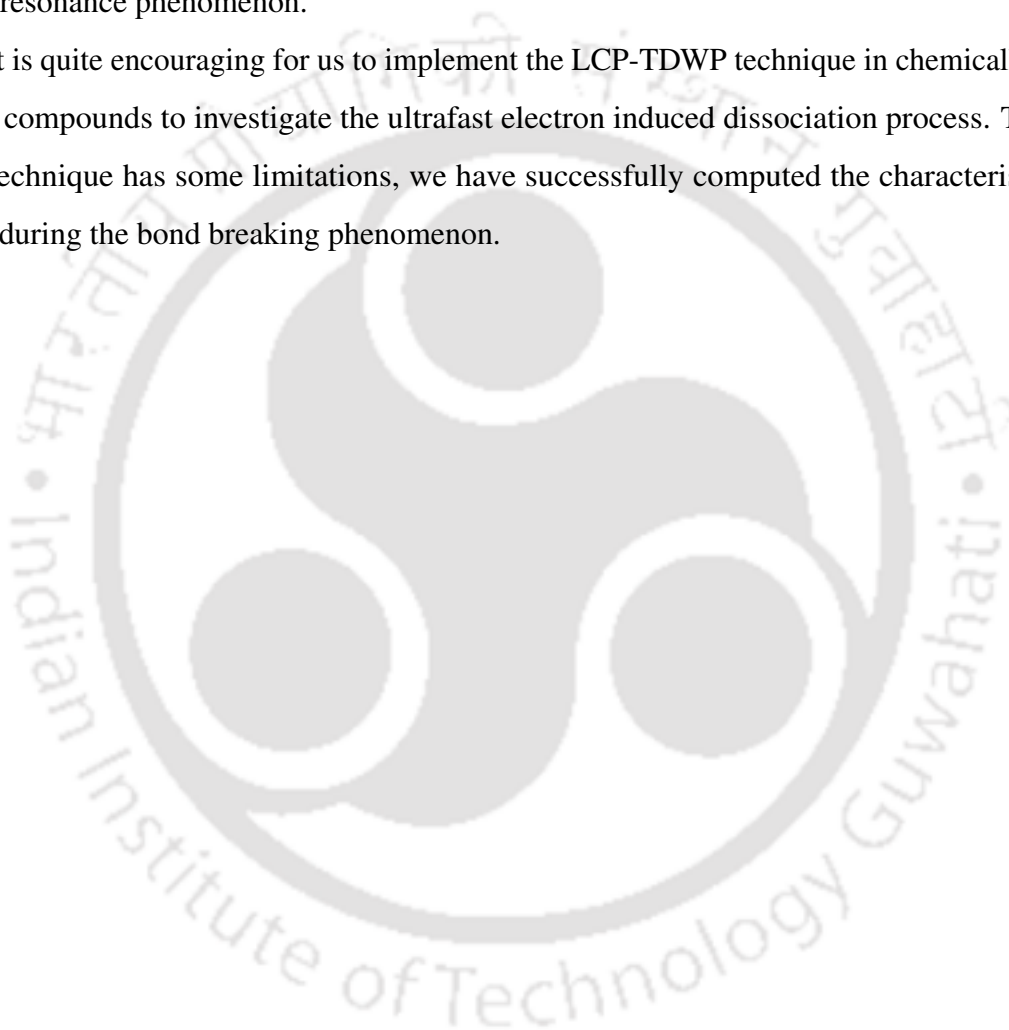 resonance phenomenon.
t is quite encouraging for us to implement the LCP-TDWP technique in chemical
compounds to investigate the ultrafast electron induced dissociation process. T
echnique has some limitations, we have successfully computed the characteris
during the bond breaking phenomenon.
भारतीय प्रौद्योगिकी संस्थान गुवाहाटी
Indian Institute of Technology Guwahati